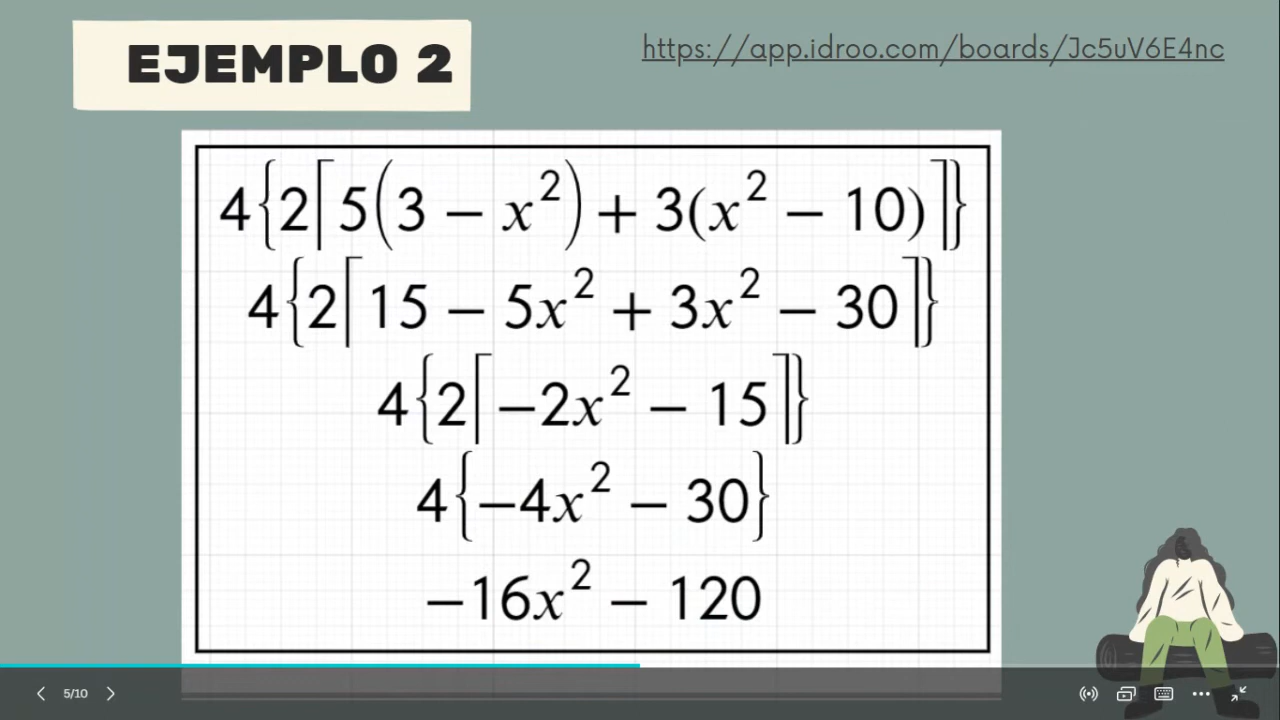 EJEMPLO 2
https://app.idroo.com/boards/Jc5uV6E4nc
4{2⌈5(3 − x²) + 3(x² − 10)⌉}
4{2⌈15 − 5x² + 3x² − 30⌉}
4{2⌈−2x² − 15⌉}
4{−4x² − 30}
−16x² − 120
5/10